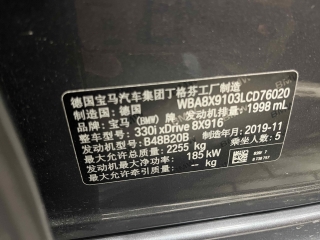 德国宝马汽车集团丁格芬工厂制造
制造国: 德国 WBA8X9103LCD76020
品牌: 宝马 (BMW) 发动机排量: 1998 mL
整车型号: 330i xDrive 8X916
发动机型号: B48B20B 制造年月: 2019-11
最大允许总质量: 2255 kg 乘坐人数: 5
发动机最大净功率: 185 kW
最大允许牵引质量: -- kg